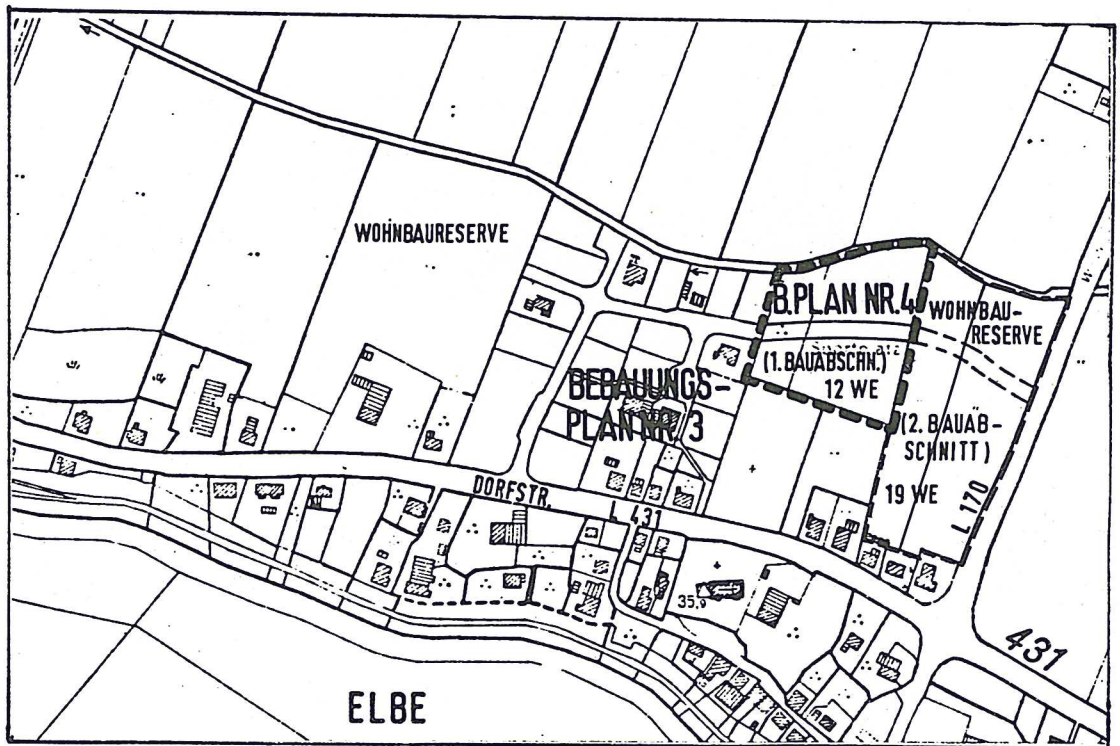 WOHNBAURESERVE
B.PLAN NR.4
WOHNBAU-
RESERVE
(1.BAUABSCHN.)
12 WE
BEBAUUNGS-
PLAN NR. 3
(2. BAUAB-
SCHNITT)
19 WE
L 170
DORFSTR.
431
35.9
431
ELBE
W